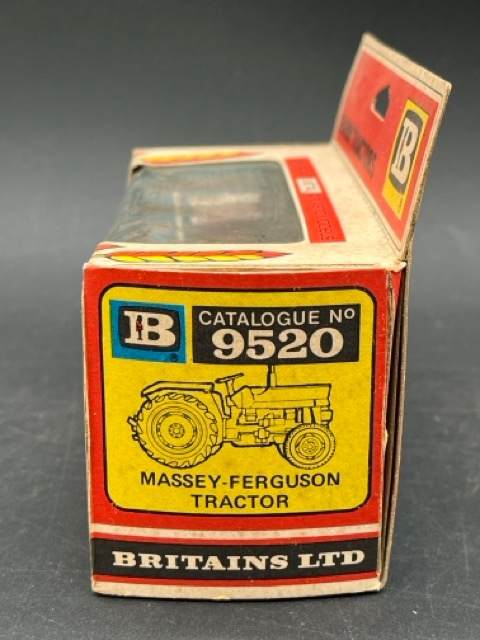 B
B
CATALOGUE Nº
9520
®
MASSEY-FERGUSON
TRACTOR
BRITAINS LTD